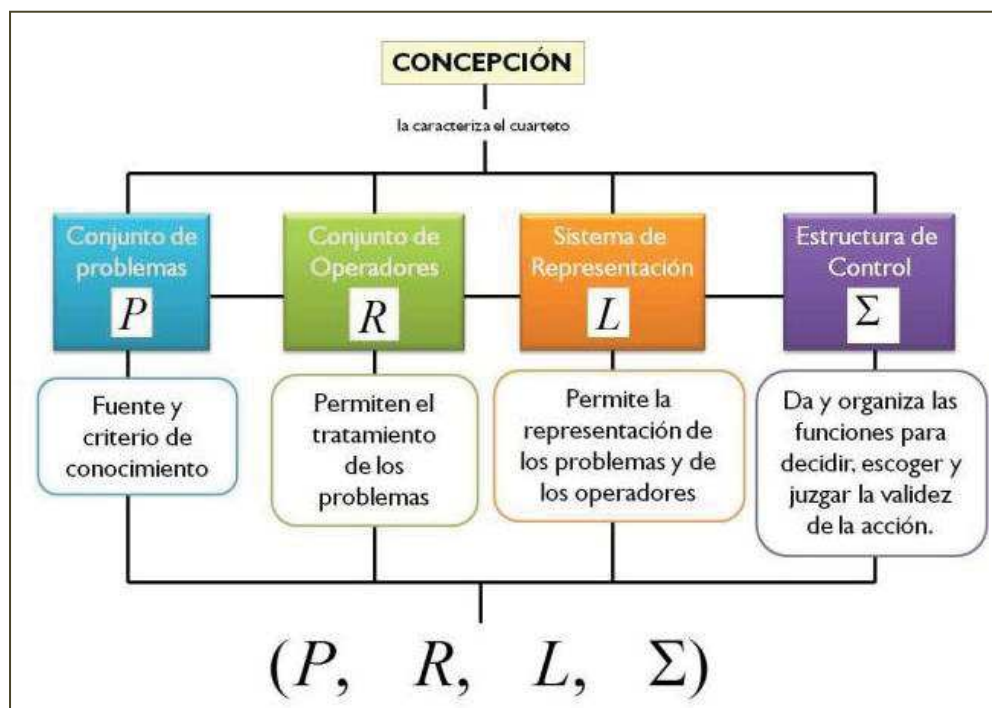 CONCEPCIÓN
la caracteriza el cuarteto
Conjunto de
problemas
P
Conjunto de
Operadores
R
Sistema de
Representación
L
Estructura de
Control
Σ
Fuente y
criterio de
conocimiento
Permiten el
tratamiento
de los
problemas
Permite la
representación de
los problemas y de
los operadores
Da y organiza las
funciones para
decidir, escoger y
juzgar la validez
de la acción.
(P, R, L, Σ)